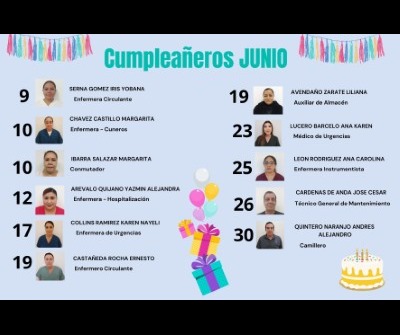 Cumpleañeros JUNIO
9
SERNA GOMEZ IRIS YOBANA
Enfermera Circulante
10
CHAVEZ CASTILLO MARGARITA
Enfermera - Cuneros
10
IBARRA SALAZAR MARGARITA
Conmutador
12
AREVALO QUIJANO YAZMIN ALEJANDRA
Enfermera - Hospitalización
17
COLLINS RAMIREZ KAREN NAYELI
Enfermera de Urgencias
19
CASTAÑEDA ROCHA ERNESTO
Enfermero Circulante
19
AVENDAÑO ZARATE LILIANA
Auxiliar de Almacén
23
LUCERO BARCELO ANA KAREN
Médico de Urgencias
25
LEON RODRIGUEZ ANA CAROLINA
Enfermera Instrumentista
26
CARDENAS DE ANDA JOSE CESAR
Técnico General de Mantenimiento
30
QUINTERO NARANJO ANDRES
ALEJANDRO
Camillero